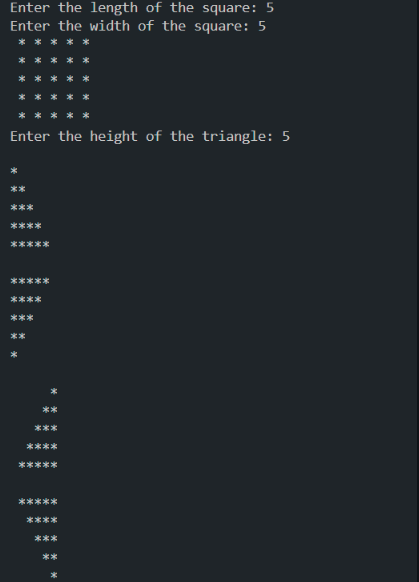 Enter the length of the square: 5
Enter the width of the square: 5
 * * * * *
 * * * * *
 * * * * *
 * * * * *
 * * * * *
Enter the height of the triangle: 5

*
**
***
****
*****

*****
****
***
**
*

     *
    **
   ***
  ****
 *****

 *****
  ****
   ***
    **
     *